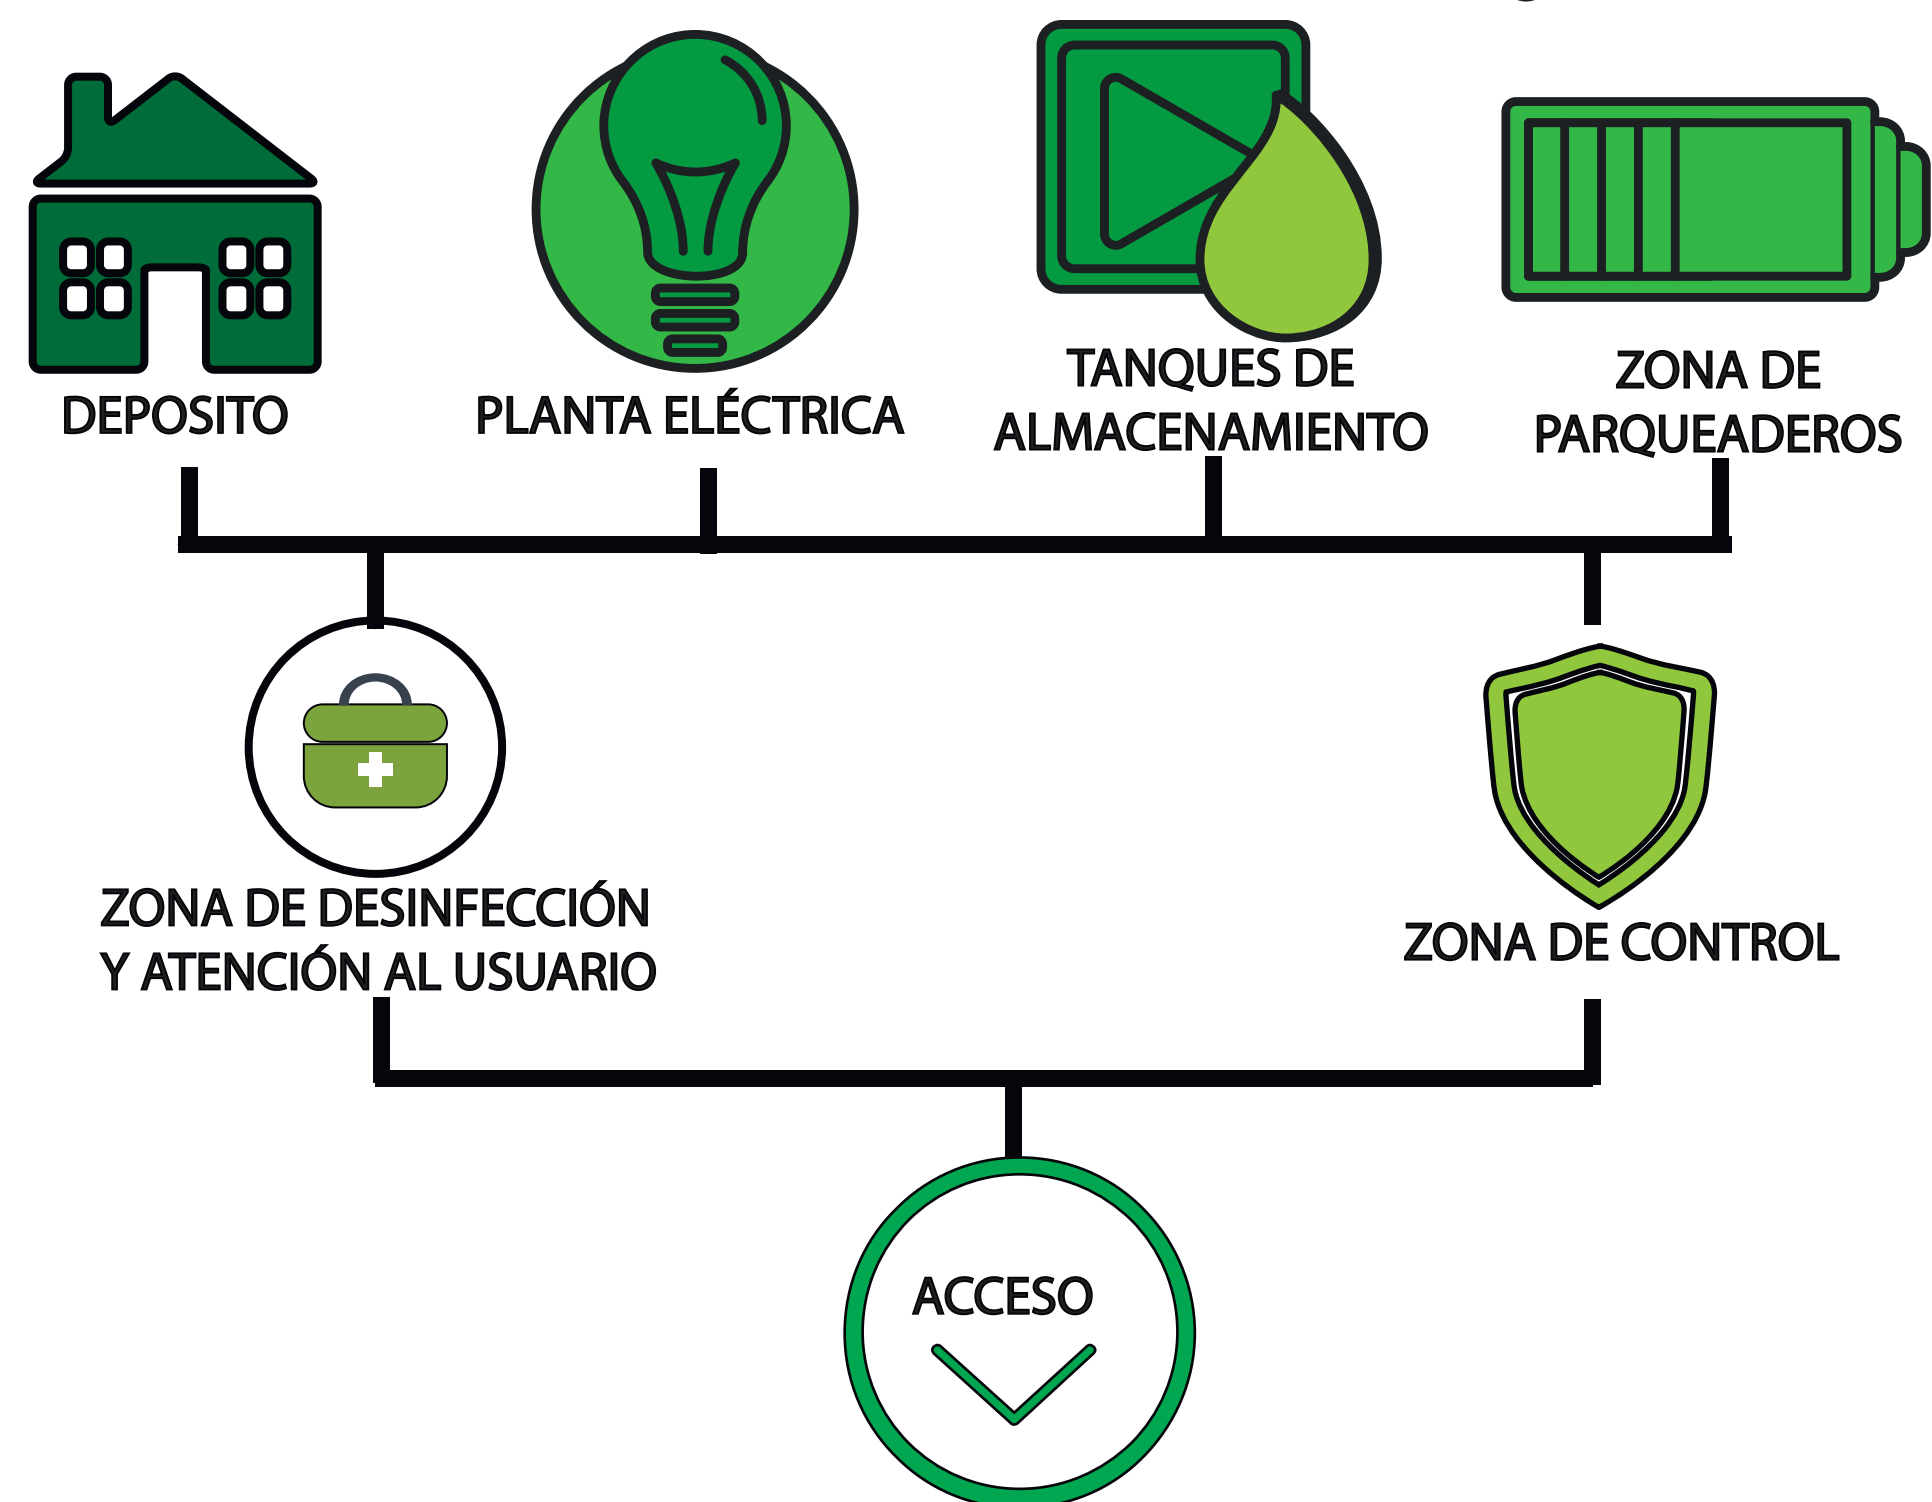 DEPOSITO
PLANTA ELÉCTRICA
TANQUES DE
ALMACENAMIENTO
ZONA DE
PARQUEADEROS
ZONA DE DESINFECCIÓN
Y ATENCIÓN AL USUARIO
ZONA DE CONTROL
ACCESO